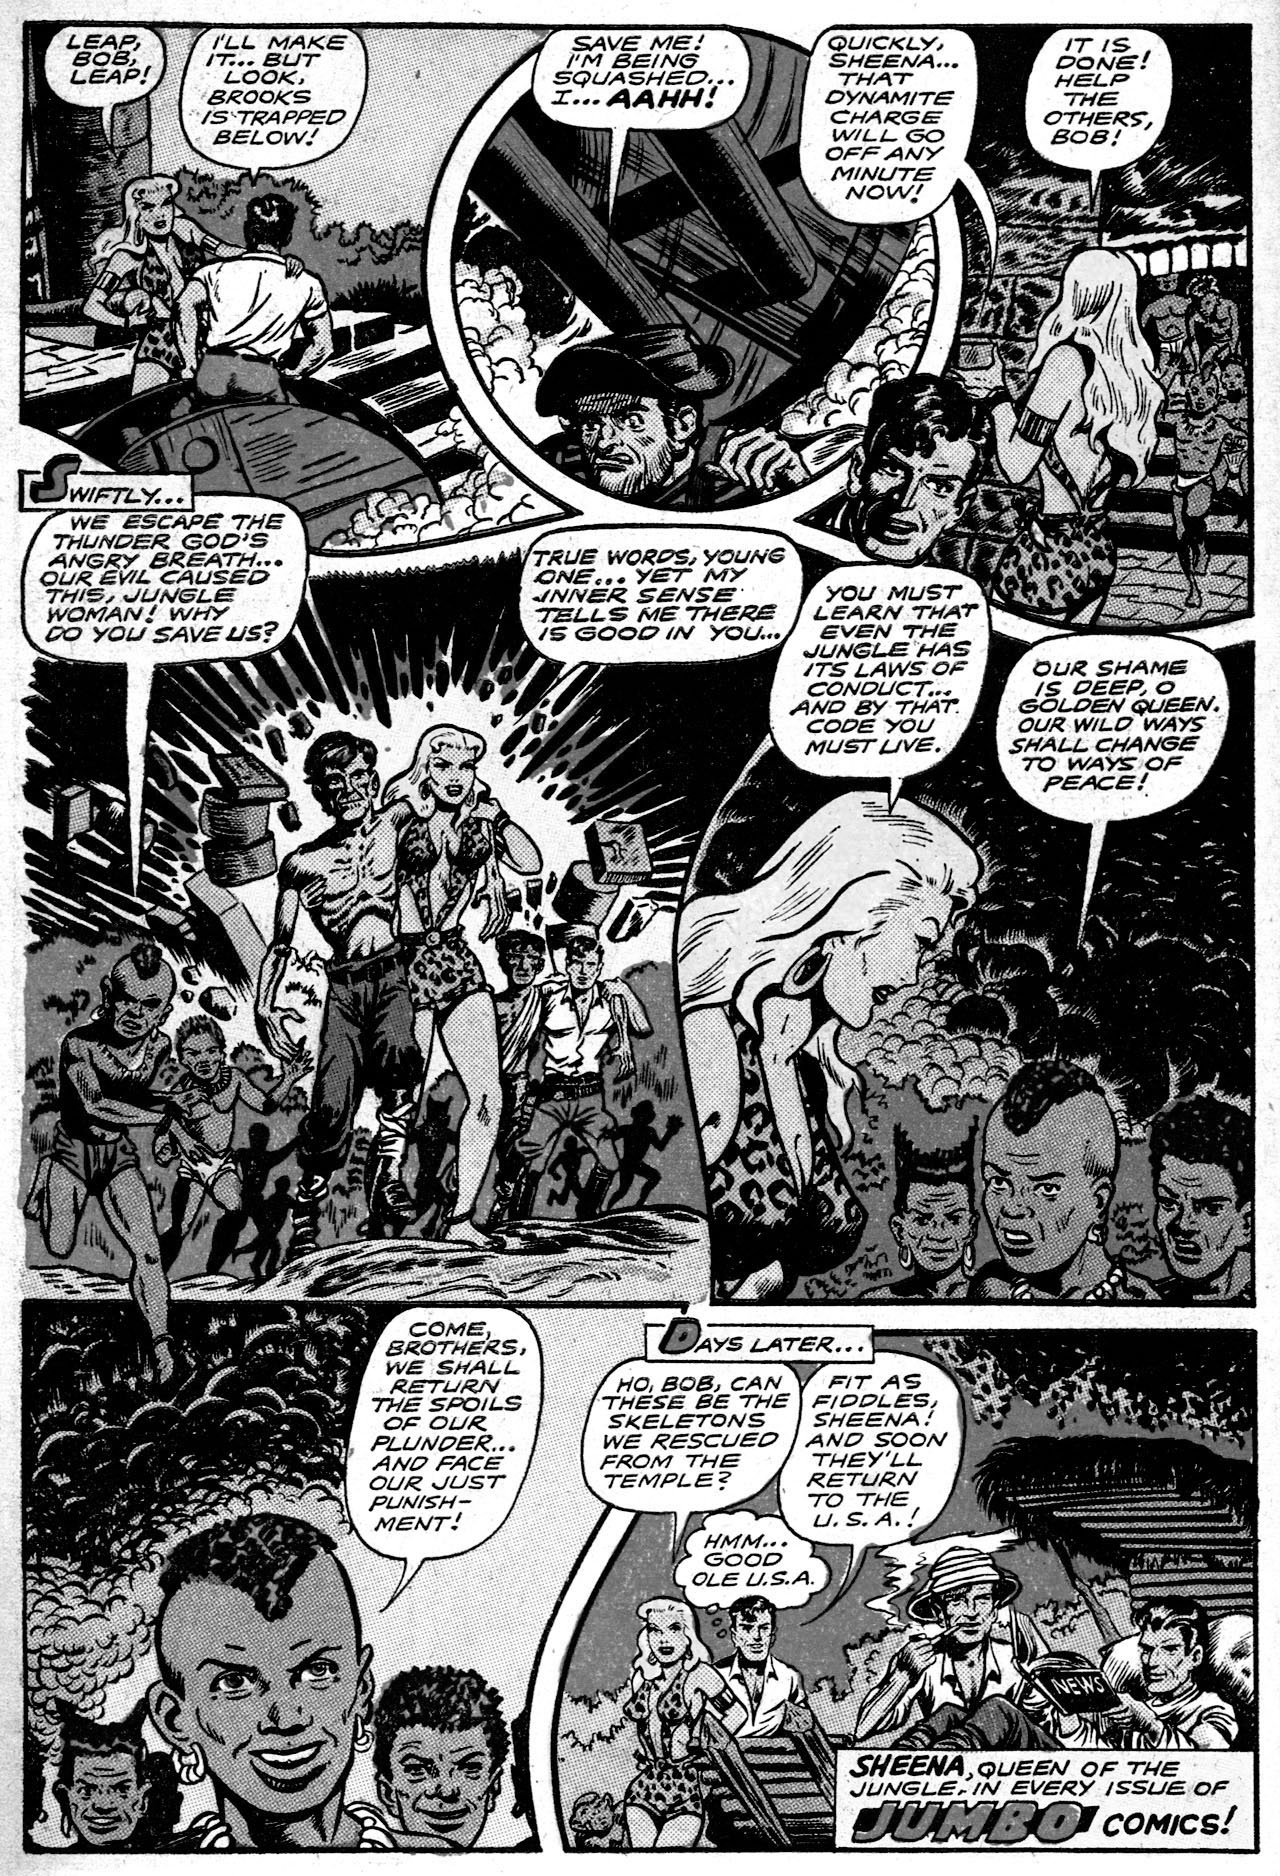 LEAP,
BOB,
LEAP!
I'LL MAKE
IT... BUT
LOOK,
BROOKS
IS TRAPPED
BELOW!
SAVE ME!
I'M BEING
SQUASHED...
I... AAHH!
QUICKLY,
SHEENA...
THAT
DYNAMITE
CHARGE
WILL GO
OFF ANY
MINUTE
NOW!
IT IS
DONE!
HELP
THE
OTHERS,
BOB!
SWIFTLY...
WE ESCAPE THE
THUNDER GOD'S
ANGRY BREATH...
OUR EVIL CAUSED
THIS, JUNGLE
WOMAN! WHY
DO YOU SAVE US?
TRUE WORDS, YOUNG
ONE... YET MY
INNER SENSE
TELLS ME THERE
IS GOOD IN YOU...
YOU MUST
LEARN THAT
EVEN THE
JUNGLE HAS
ITS LAWS OF
CONDUCT...
AND BY THAT
CODE YOU
MUST LIVE.
OUR SHAME
IS DEEP, O
GOLDEN QUEEN.
OUR WILD WAYS
SHALL CHANGE
TO WAYS OF
PEACE!
COME,
BROTHERS,
WE SHALL
RETURN
THE SPOILS
OF OUR
PLUNDER...
AND FACE
OUR JUST
PUNISH-
MENT!
DAYS LATER...
HO, BOB, CAN
THESE BE THE
SKELETONS
WE RESCUED
FROM THE
TEMPLE?
FIT AS
FIDDLES,
SHEENA!
AND SOON
THEY'LL
RETURN
TO THE
U.S.A.!
HMM...
GOOD
OLE U.S.A.
NEWS
SHEENA, QUEEN OF THE
JUNGLE. IN EVERY ISSUE OF
JUMBO COMICS!